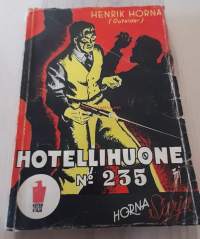 HENRIK HORNA
(Outsider)
HOTELLIHUONE
Nº 235
HORNA